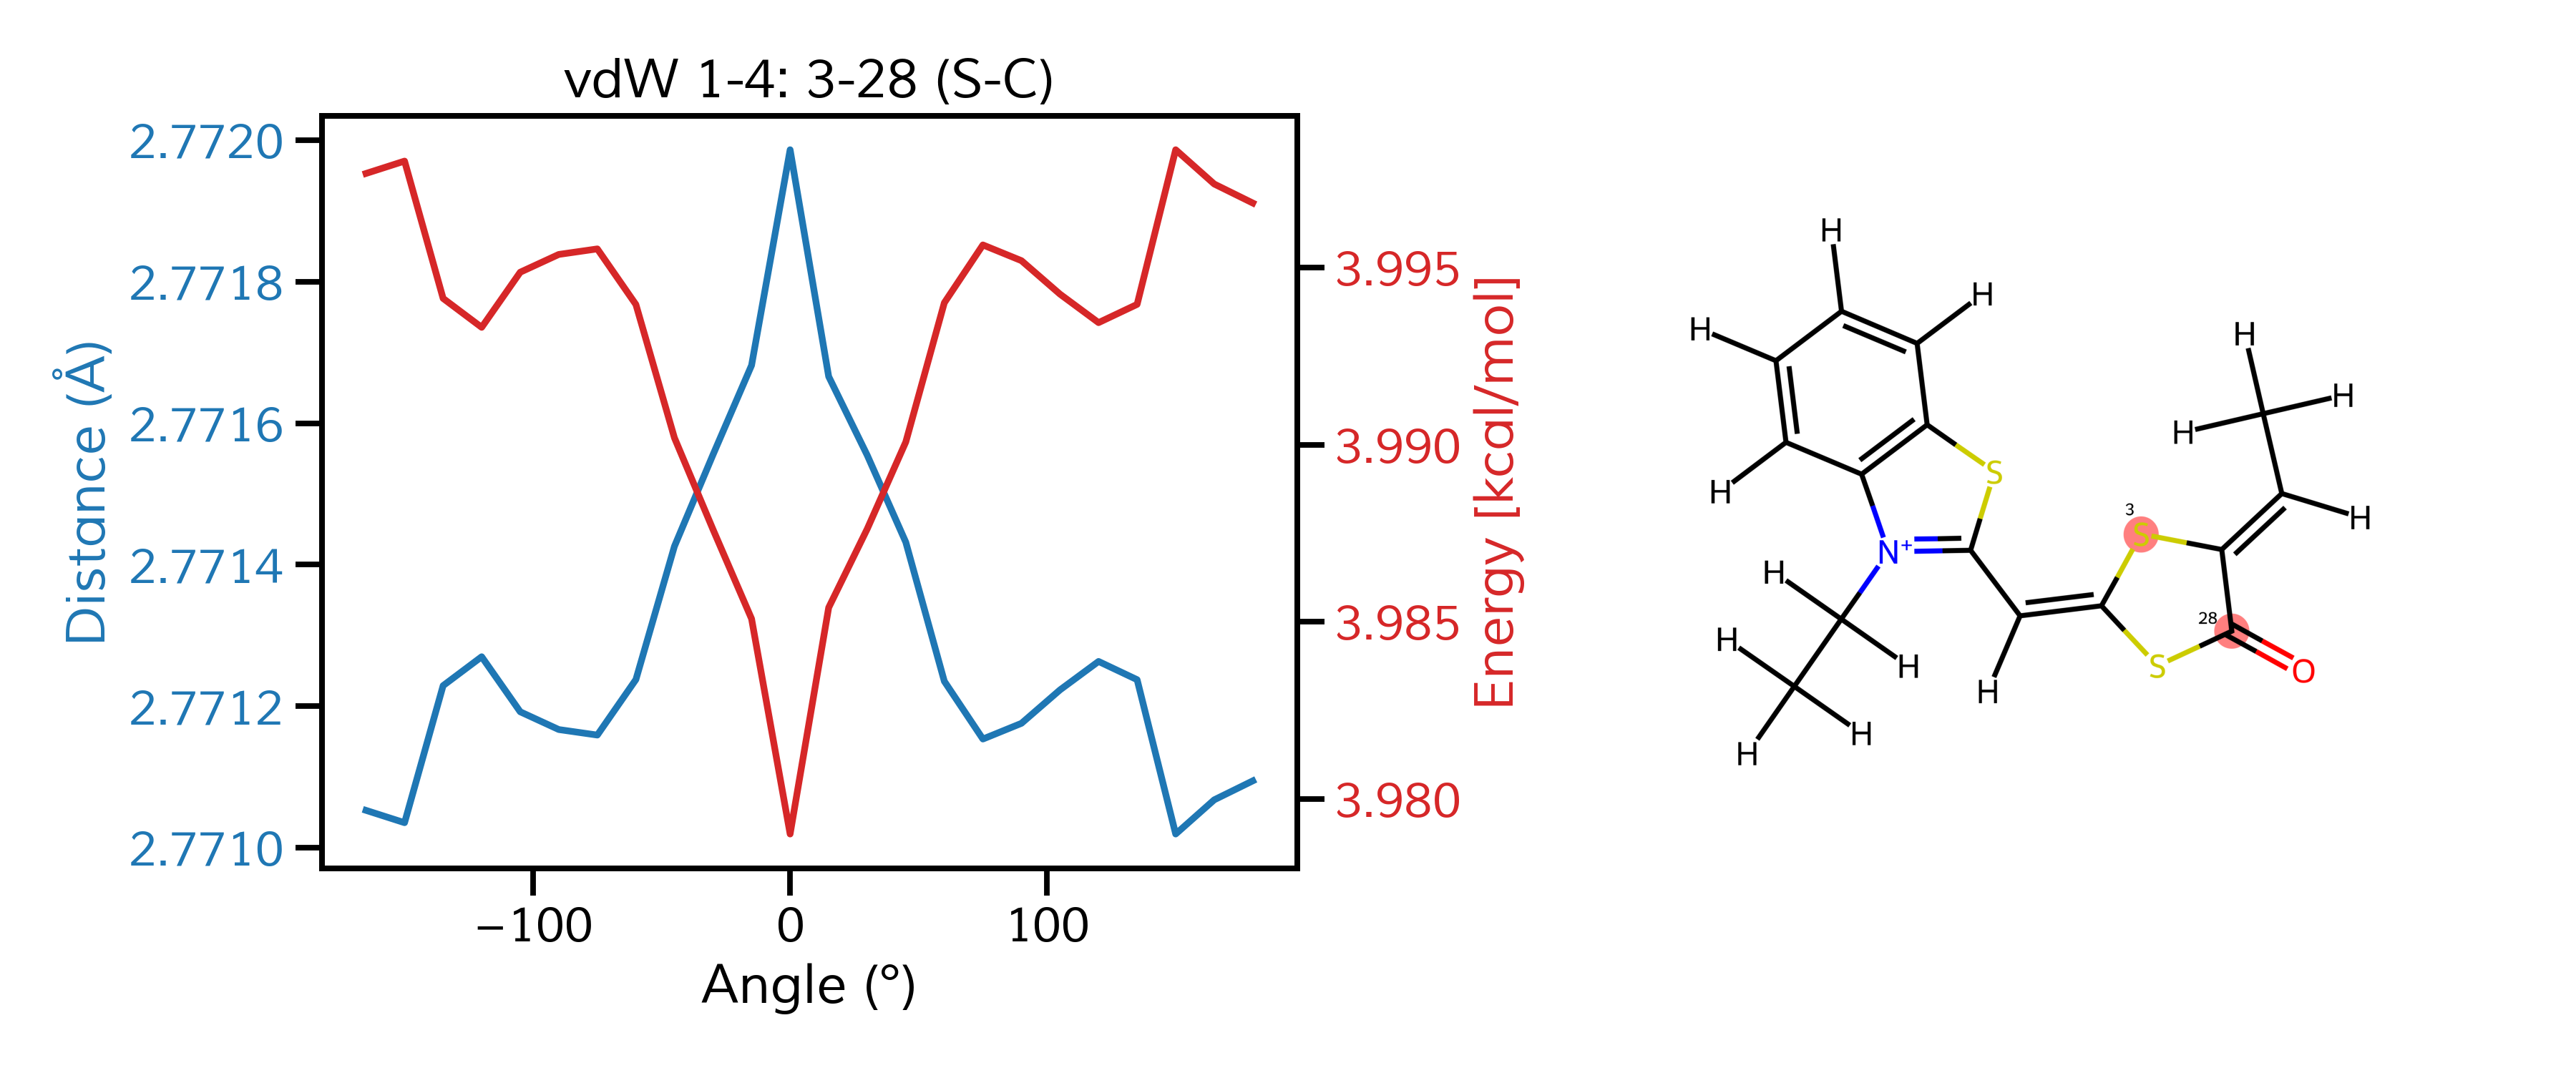 vdW 1-4: 3-28 (S-C)
Distance (Å)
2.7720
2.7718
2.7716
2.7714
2.7712
2.7710
−100
0
100
Angle (°)
3.995
3.990
3.985
3.980
Energy [kcal/mol]
H
H
H
H
H
H
H
H
S
3
S
H
N+
H
28
H
H
S
O
H
H
H